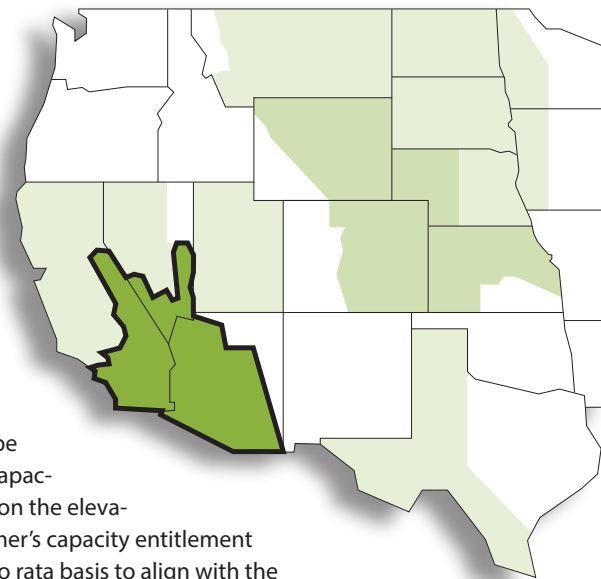 be
apac-
on the eleva-
ner's capacity entitlement
o rata basis to align with the